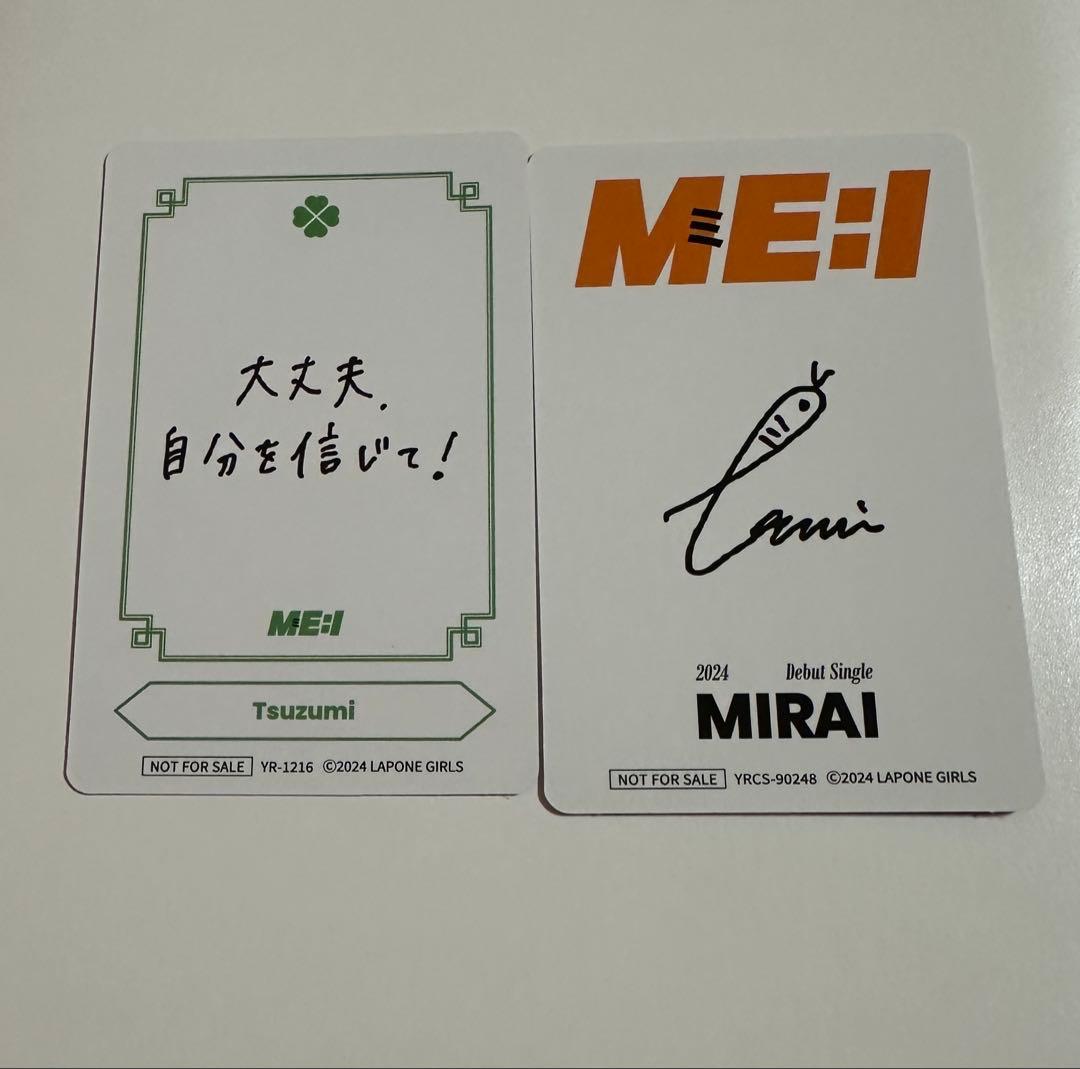 大丈夫.
自分を信じて!
ME:I
Tsuzumi
NOT FOR SALE YR-1216 ©2024 LAPONE GIRLS
ME:I
2024 Debut Single
MIRAI
NOT FOR SALE YRCS-90248 ©2024 LAPONE GIRLS